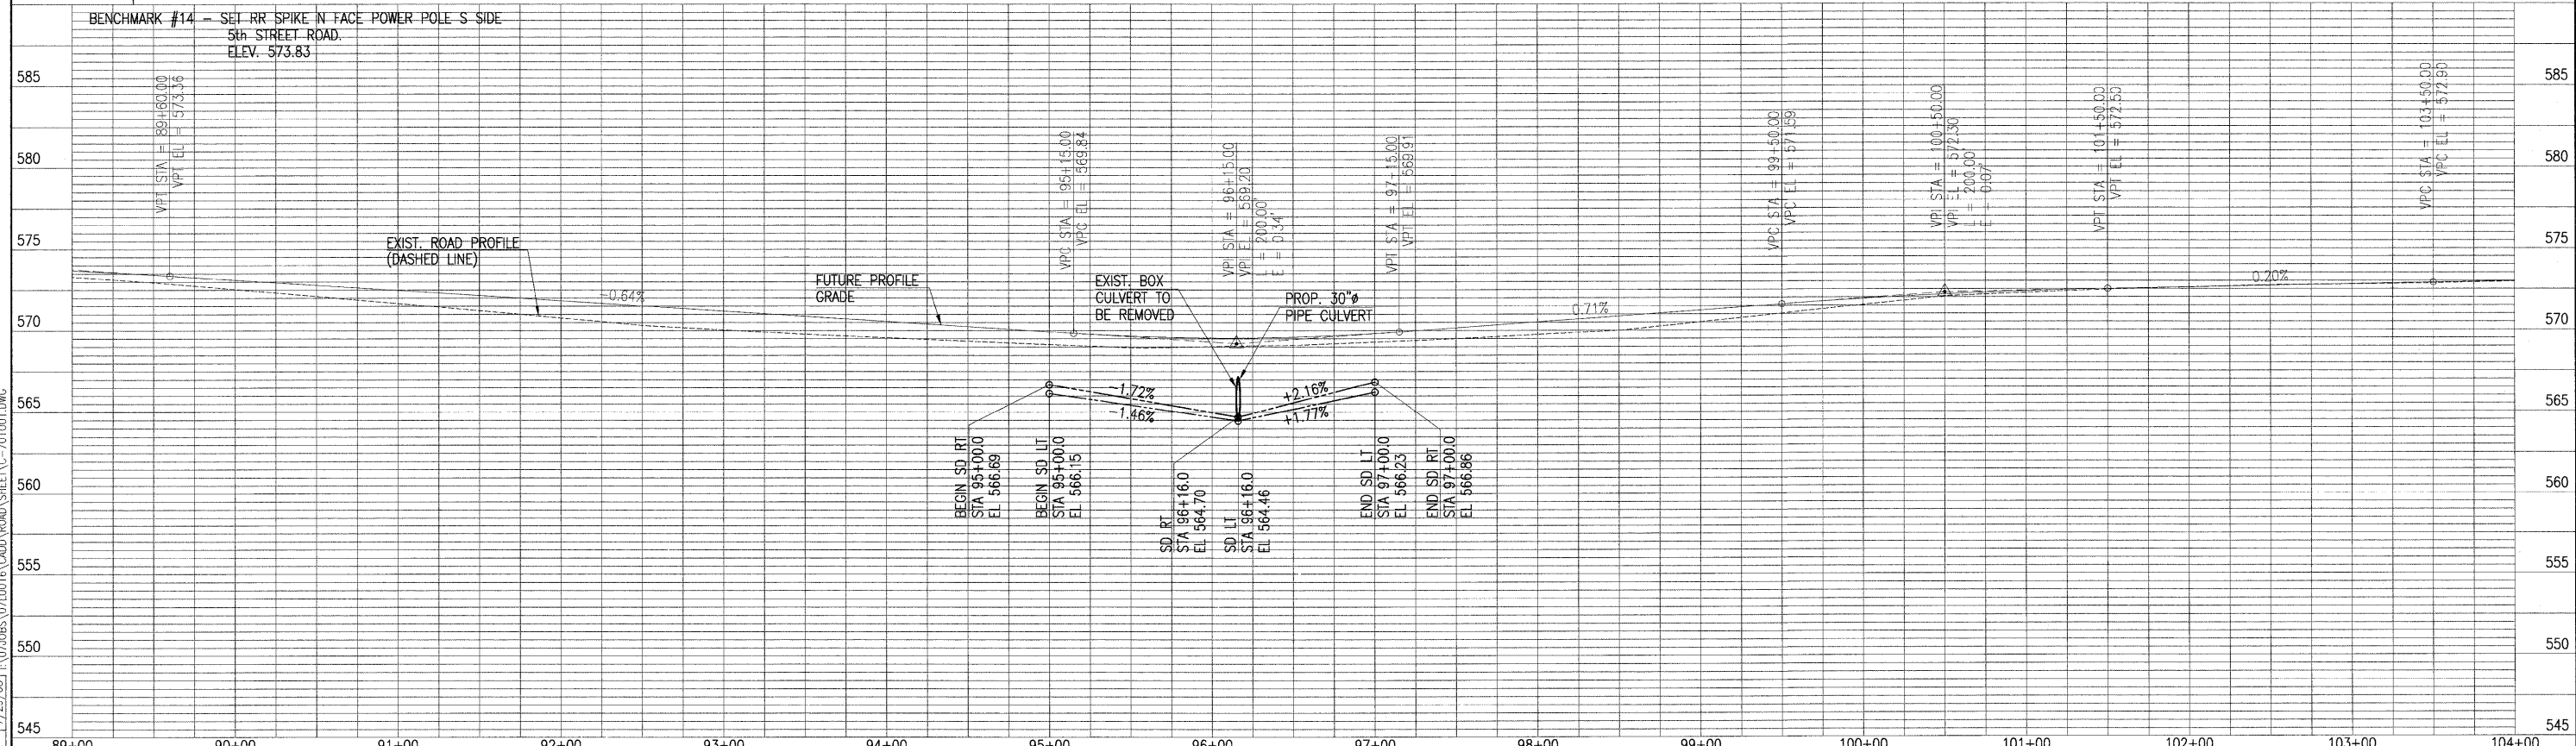 BENCHMARK #14 – SET RR SPIKE N FACE POWER POLE S SIDE
5th STREET ROAD.
ELEV. 573.83
585
585
580
580
575
575
570
570
565
565
560
560
555
555
550
550
545
545
VPT STA = 89+60.00
VPT EL = 573.36
EXIST. ROAD PROFILE
(DASHED LINE)
-0.64%
FUTURE PROFILE
GRADE
VPC STA = 95+15.00
VPC EL = 569.84
EXIST. BOX
CULVERT TO
BE REMOVED
VPI STA = 96+15.00
VPI EL = 569.20
L = 200.00'
E = 0.34'
PROP. 30"ø
PIPE CULVERT
VPT STA = 97+15.00
VPT EL = 569.91
0.71%
VPC STA = 99+50.00
VPC EL = 571.59
VPI STA = 100+50.00
VPI EL = 572.30
L = 200.00'
E = 0.07'
VPT STA = 101+50.00
VPT EL = 572.50
0.20%
VPC STA = 103+50.00
VPC EL = 572.90
-1.72%
-1.46%
+2.16%
+1.77%
BEGIN SD RT
STA 95+00.0
EL 566.69
BEGIN SD LT
STA 95+00.0
EL 566.15
SD RT
STA 96+16.0
EL 564.70
SD LT
STA 96+16.0
EL 564.46
END SD LT
STA 97+00.0
EL 566.23
END SD RT
STA 97+00.0
EL 566.86
89+00
90+00
91+00
92+00
93+00
94+00
95+00
96+00
97+00
98+00
99+00
100+00
101+00
102+00
103+00
104+00